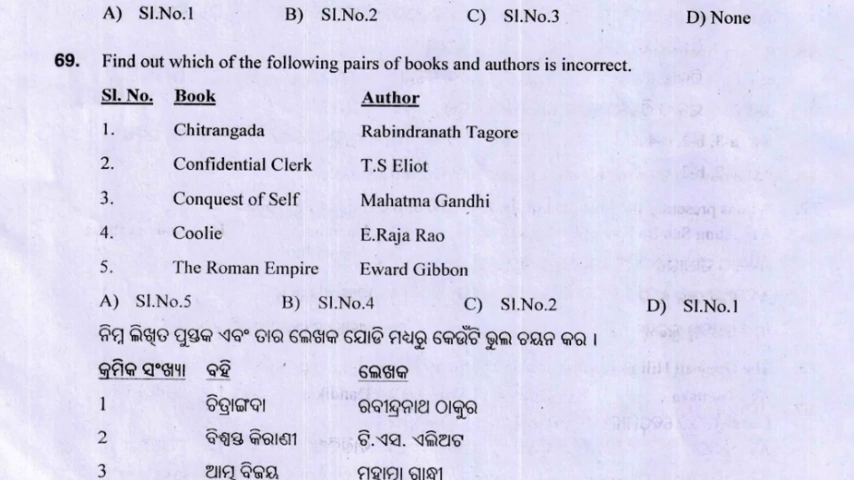 A) Sl.No.1 B) Sl.No.2 C) Sl.No.3 D) None
69. Find out which of the following pairs of books and authors is incorrect.
Sl. No. Book Author
1. Chitrangada Rabindranath Tagore
2. Confidential Clerk T.S Eliot
3. Conquest of Self Mahatma Gandhi
4. Coolie E.Raja Rao
5. The Roman Empire Eward Gibbon
A) Sl.No.5 B) Sl.No.4 C) Sl.No.2 D) Sl.No.1
ନିମ୍ନ ଲିଖିତ ପୁସ୍ତକ ଏବଂ ତାର ଲେଖକ ଯୋଡି ମଧ୍ୟରୁ କେଉଁଟି ଭୁଲ ଚୟନ କର ।
କ୍ରମିକ ସଂଖ୍ୟା ବହି ଲେଖକ
1 ଚିତ୍ରାଙ୍ଗଦା ରବୀନ୍ଦ୍ରନାଥ ଠାକୁର
2 ବିଶ୍ୱସ୍ତ କିରାଣୀ ଟି.ଏସ. ଏଲିଅଟ
3 ଆତ୍ମ ବିଜୟ ମହାତ୍ମା ଗାନ୍ଧୀ